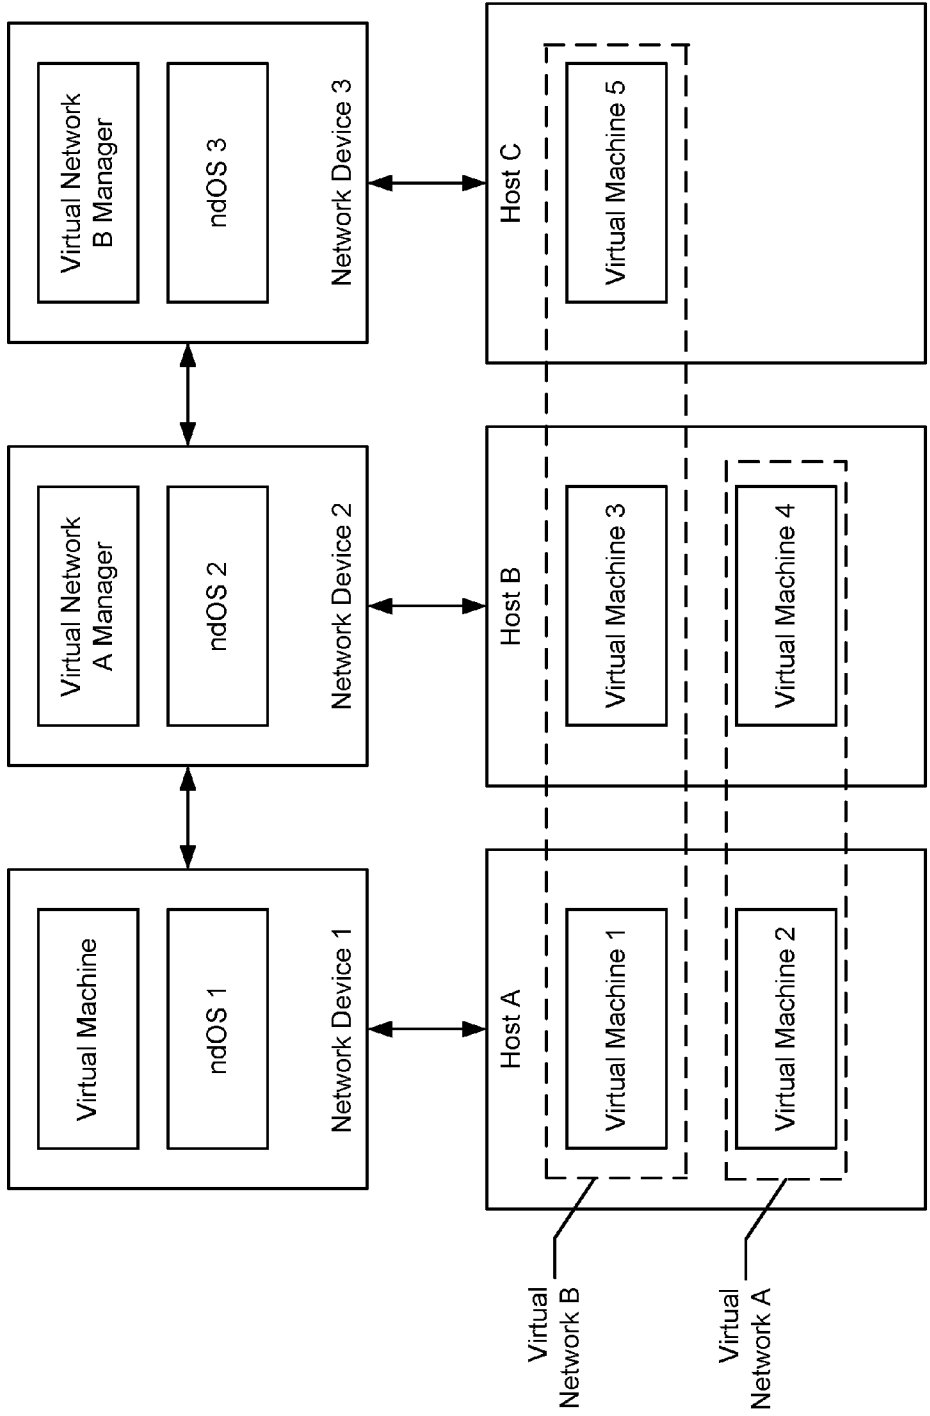 Virtual Machine
ndOS 1
Network Device 1
Virtual Network
A Manager
ndOS 2
Network Device 2
Virtual Network
B Manager
ndOS 3
Network Device 3
Host A
Virtual Machine 1
Virtual Machine 2
Host B
Virtual Machine 3
Virtual Machine 4
Host C
Virtual Machine 5
Virtual
Network B
Virtual
Network A